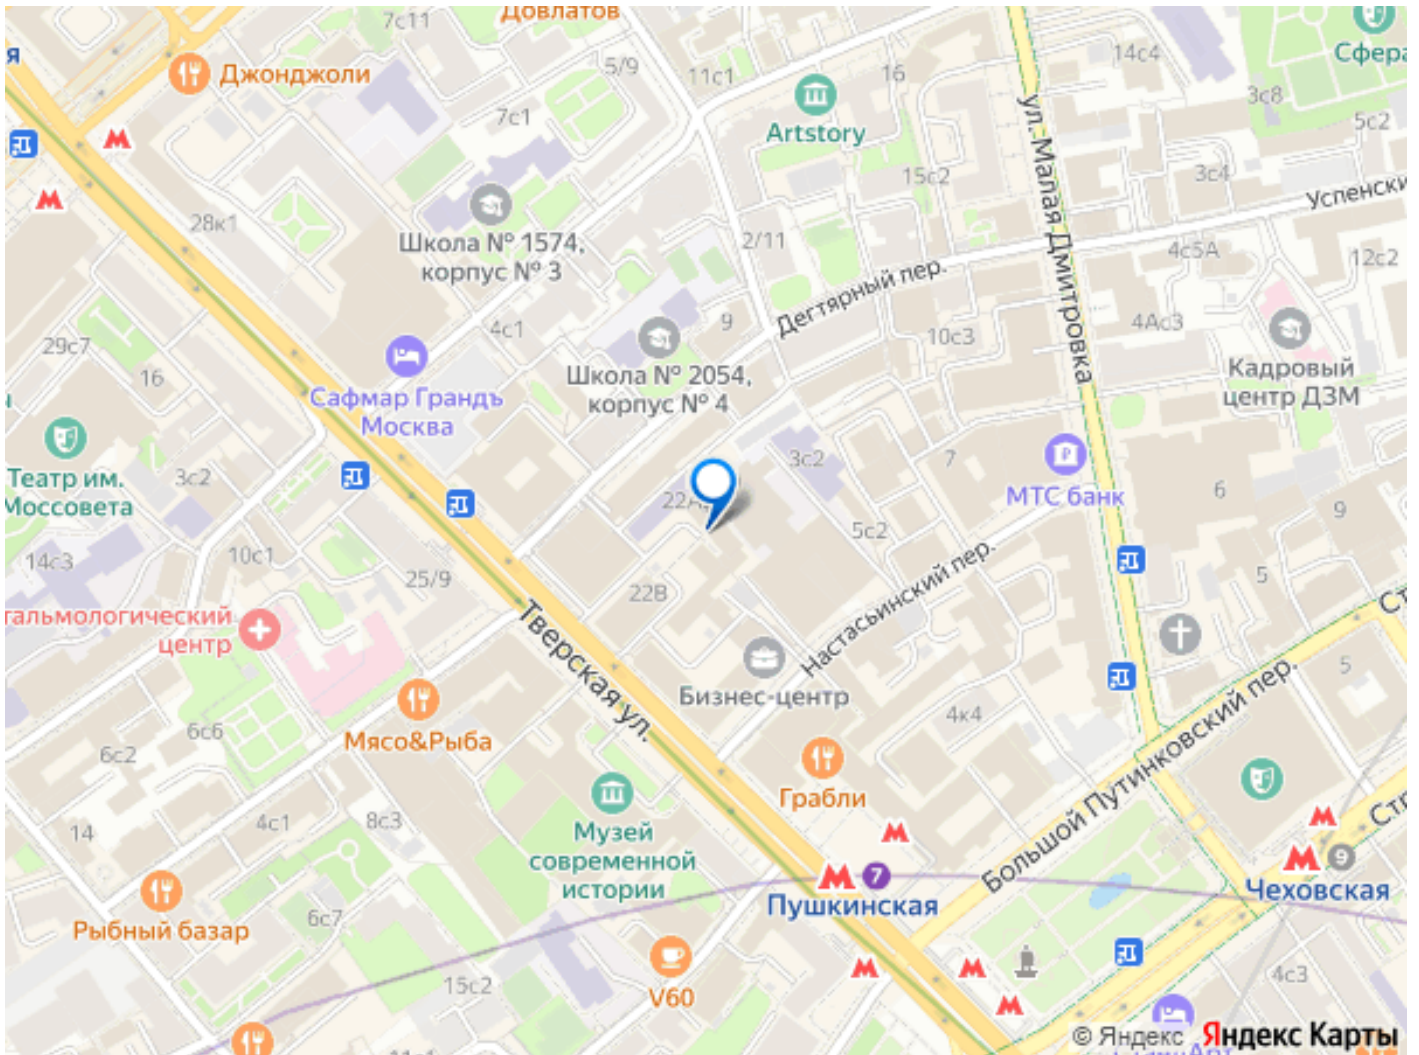 Довлатов
7с11
я
Джонджоли
5/9
11с1
16
14с4
Сфера
3с8
5с2
7с1
Artstory
ул. Малая Дмитровка
15с2
3с4
Успенски
28к1
Школа № 1574,
корпус № 3
2/11
4с5А
12с2
Дегтярный пер.
29с7
4с1
9
10с3
4Ас3
16
Школа № 2054,
корпус № 4
Кадровый
центр ДЗМ
Сафмар Грандъ
Москва
Театр им.
Моссовета
3с2
3с2
7
МТС банк
6
9
22А
5с2
14с3
10с1
25/9
22В
Настасьинский пер.
5
Ст
тальмологический
центр
Тверская ул.
Бизнес-центр
5
6с6
6с2
Мясо&Рыба
4к4
Большой Путинковский пер.
Грабли
14
4с1
8с3
Музей
современной
истории
Стр
7
Пушкинская
9
Чеховская
Рыбный базар
6с7
15с2
V60
4с3
© Яндекс Яндекс Карты